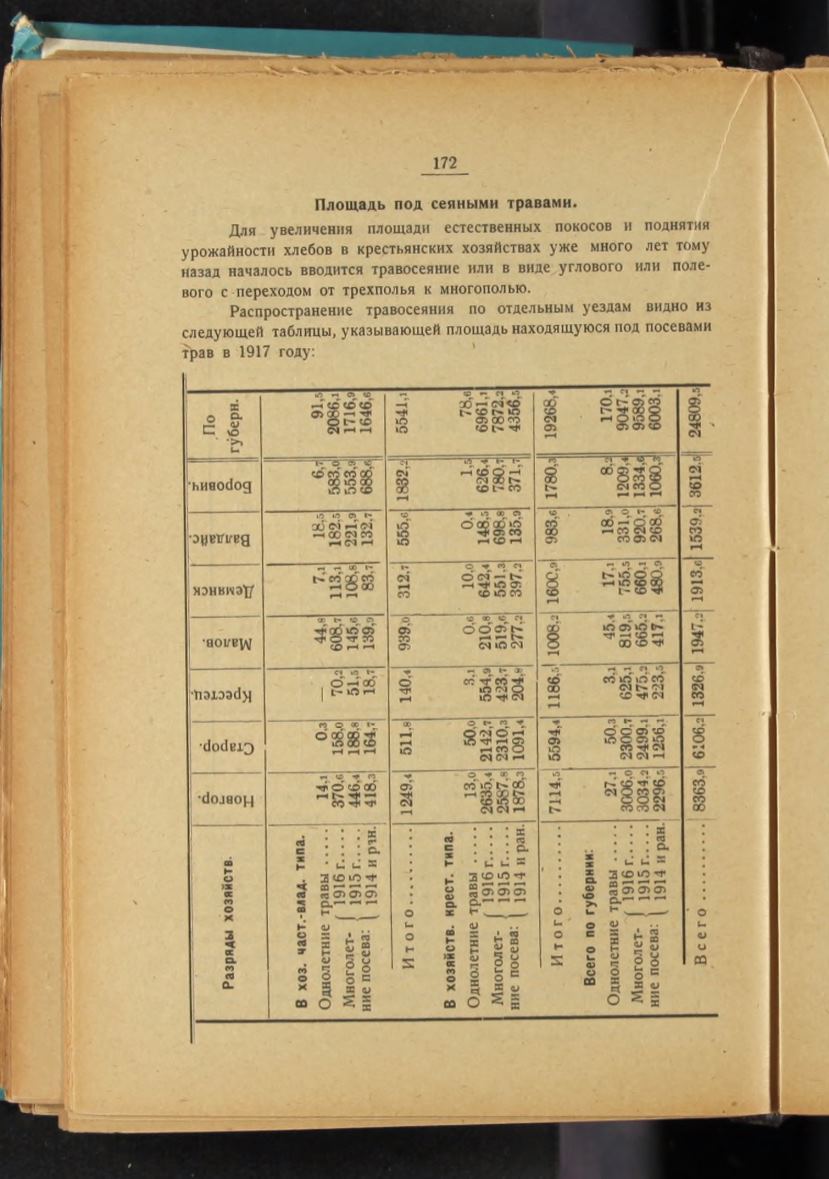 172
Площадь под сеяными травами.
Для увеличения площади естественных покосов и поднятия
урожайности хлебов в крестьянских хозяйствах уже много лет тому
назад началось вводится травосеяние или в виде углового или поле-
вого с переходом от трехполья к многополью.
Распространение травосеяния по отдельным уездам видно из
следующей таблицы, указывающей площадь находящуюся под посевами
трав в 1917 году:
Разряды хозяйств. Новгор. Старор. Крестец. Малов. Демянск Валдайс. Борович. По губерн.
В хоз. част.-влад. типа.
Однолетние травы ..... 14,1 0,3 — 44,8 7,1 18,5 6,7 91,5
Многолет- { 1916 г..... 370,6 158,0 70,2 608,7 113,1 182,5 583,0 2086,1
1915 г..... 446,4 188,8 51,5 145,6 108,8 221,9 553,9 1716,9
ние посева: 1914 и ран. 418,3 164,7 18,7 139,9 83,7 132,7 688,6 1646,6
Итого........... 1249,4 511,8 140,4 939,0 312,7 555,6 1832,2 5541,1
В хозяйств. крест. типа.
Однолетние травы ..... 13,0 50,0 3,1 0,6 10,0 0,4 1,5 78,6
Многолет- { 1916 г..... 2635,4 2142,7 554,9 210,8 642,4 148,5 626,4 6961,1
1915 г..... 2587,8 2310,3 423,7 519,6 551,3 698,8 780,7 7872,2
ние посева: 1914 и ран. 1878,3 1091,4 204,8 277,2 397,2 135,9 371,7 4356,5
Итого........... 7114,5 5594,4 1186,5 1008,2 1600,9 983,6 1780,3 19268,4
Всего по губернии:
Однолетние травы ..... 27,1 50,3 3,1 45,4 17,1 18,9 8,2 170,1
Многолет- { 1916 г..... 3006,0 2300,7 625,1 819,5 755,5 331,0 1209,4 9047,2
1915 г..... 3034,2 2499,1 475,2 665,2 660,1 920,7 1334,6 9589,1
ние посева: 1914 и ран. 2296,5 1256,1 223,5 417,1 480,9 268,6 1060,3 6003,1
Всего........... 8363,9 6106,2 1326,9 1947,2 1913,6 1539,2 3612,5 24809,5